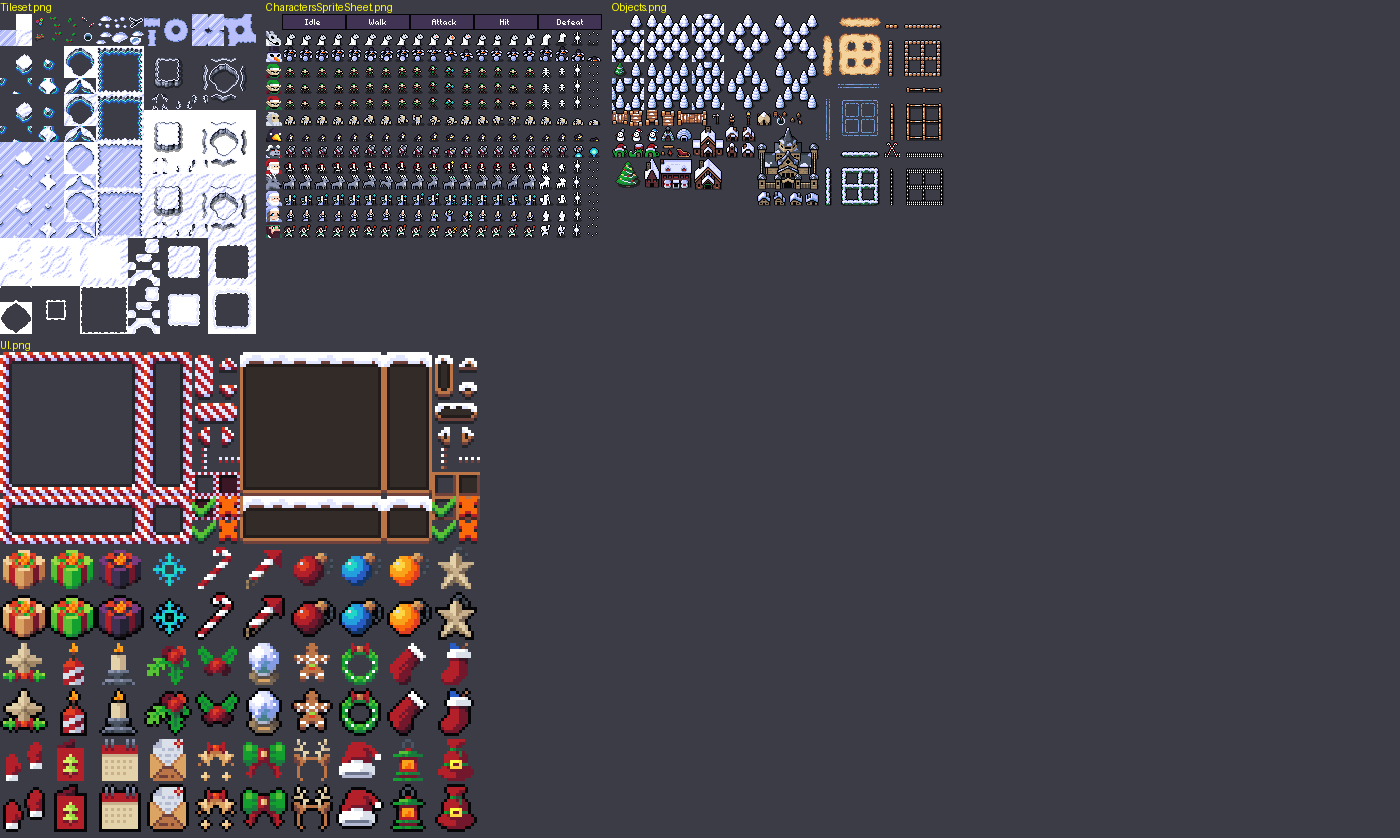 Tileset.png
CharactersSpriteSheet.png
Objects.png
Idle
Walk
Attack
Hit
Defeat
UI.png